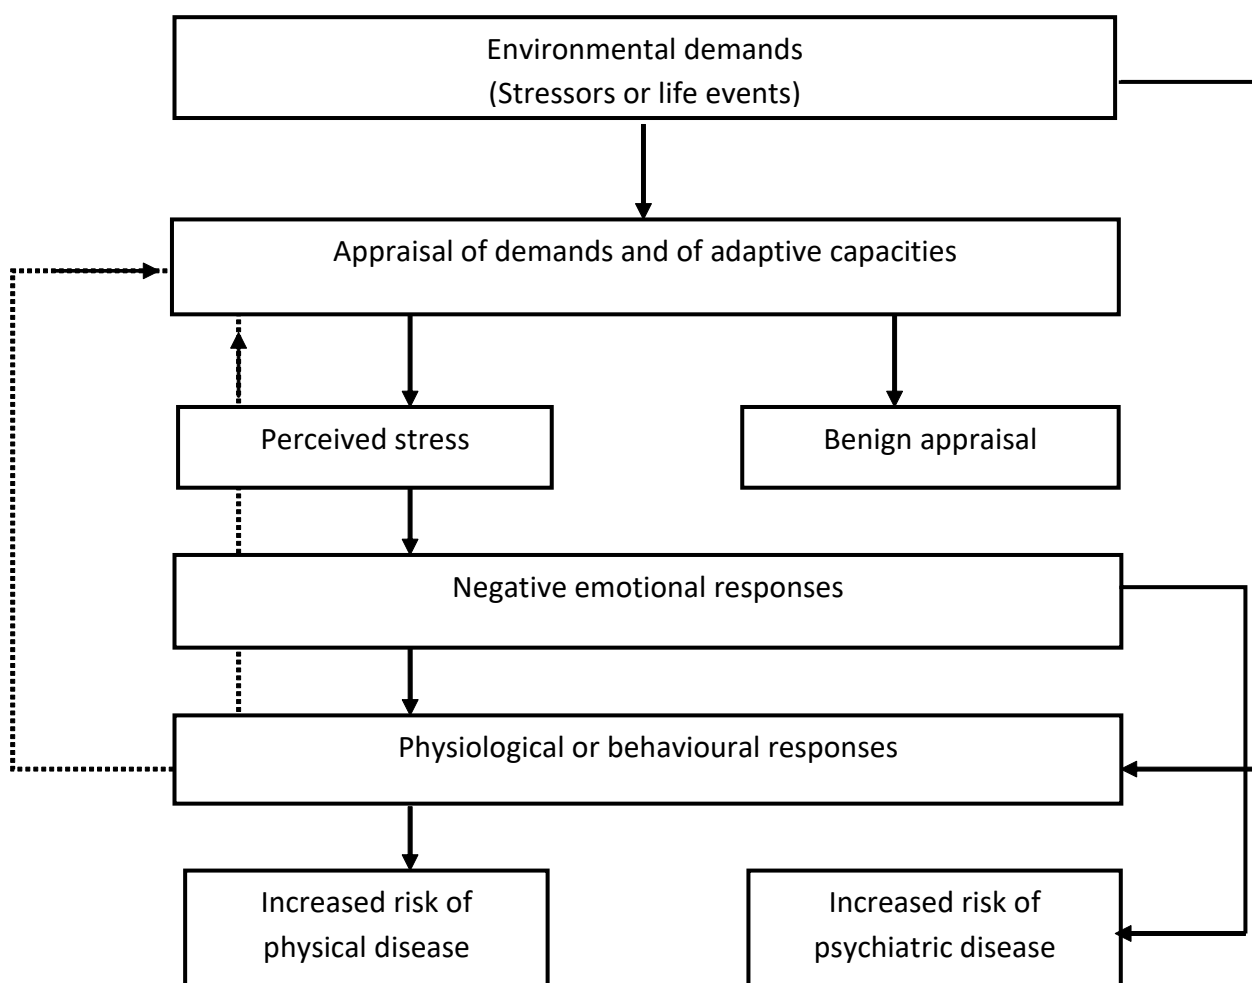 Environmental demands
(Stressors or life events)
Appraisal of demands and of adaptive capacities
Perceived stress
Benign appraisal
Negative emotional responses
Physiological or behavioural responses
Increased risk of
physical disease
Increased risk of
psychiatric disease